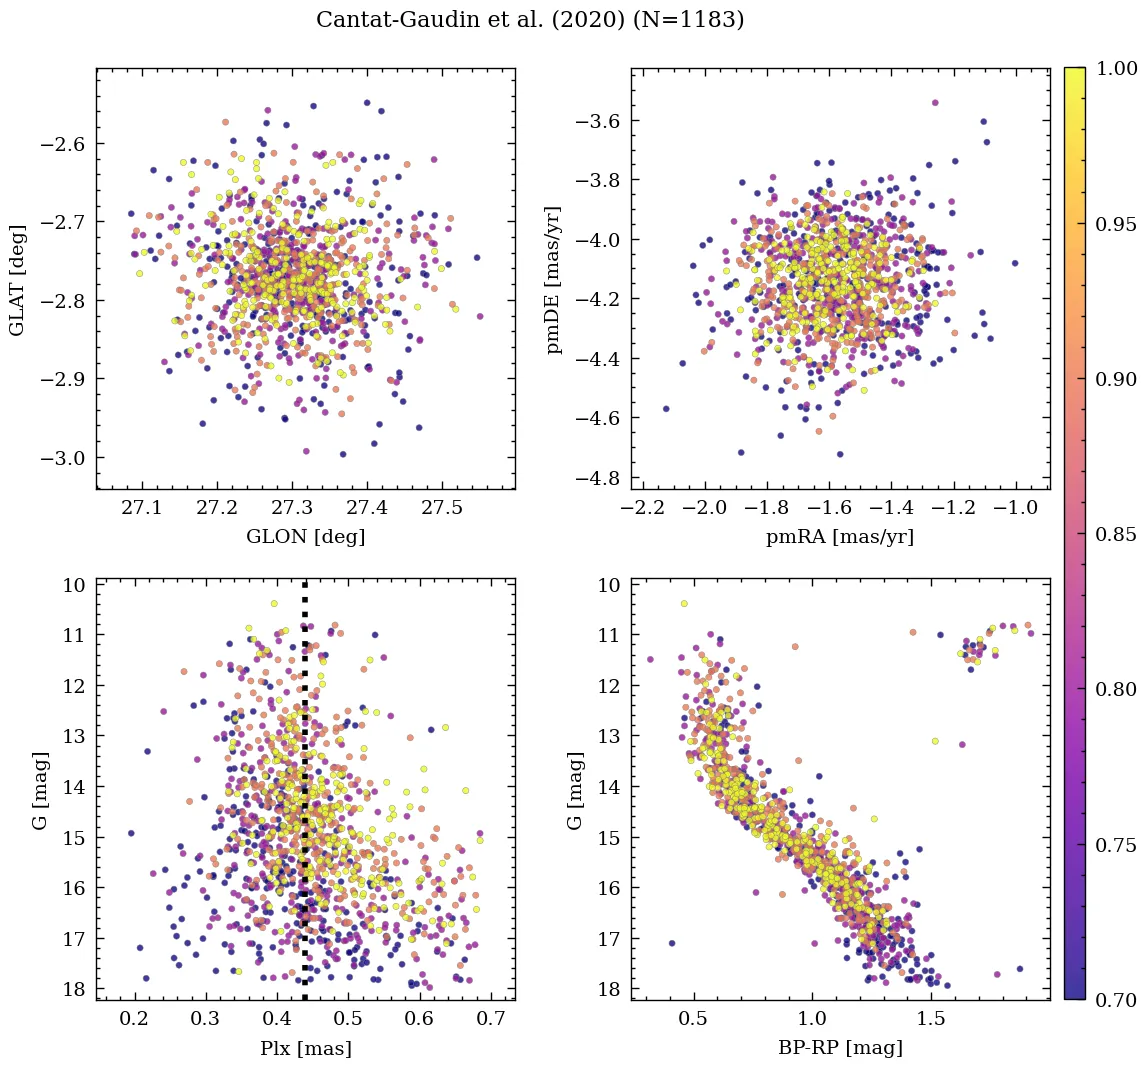 Cantat-Gaudin et al. (2020) (N=1183)
−2.6
−2.7
−2.8
−2.9
−3.0
GLAT [deg]
27.1 27.2 27.3 27.4 27.5
GLON [deg]
−3.6
−3.8
−4.0
−4.2
−4.4
−4.6
−4.8
pmDE [mas/yr]
−2.2 −2.0 −1.8 −1.6 −1.4 −1.2 −1.0
pmRA [mas/yr]
10
11
12
13
14
15
16
17
18
G [mag]
0.2 0.3 0.4 0.5 0.6 0.7
Plx [mas]
10
11
12
13
14
15
16
17
18
G [mag]
0.5 1.0 1.5
BP-RP [mag]
1.00
0.95
0.90
0.85
0.80
0.75
0.70